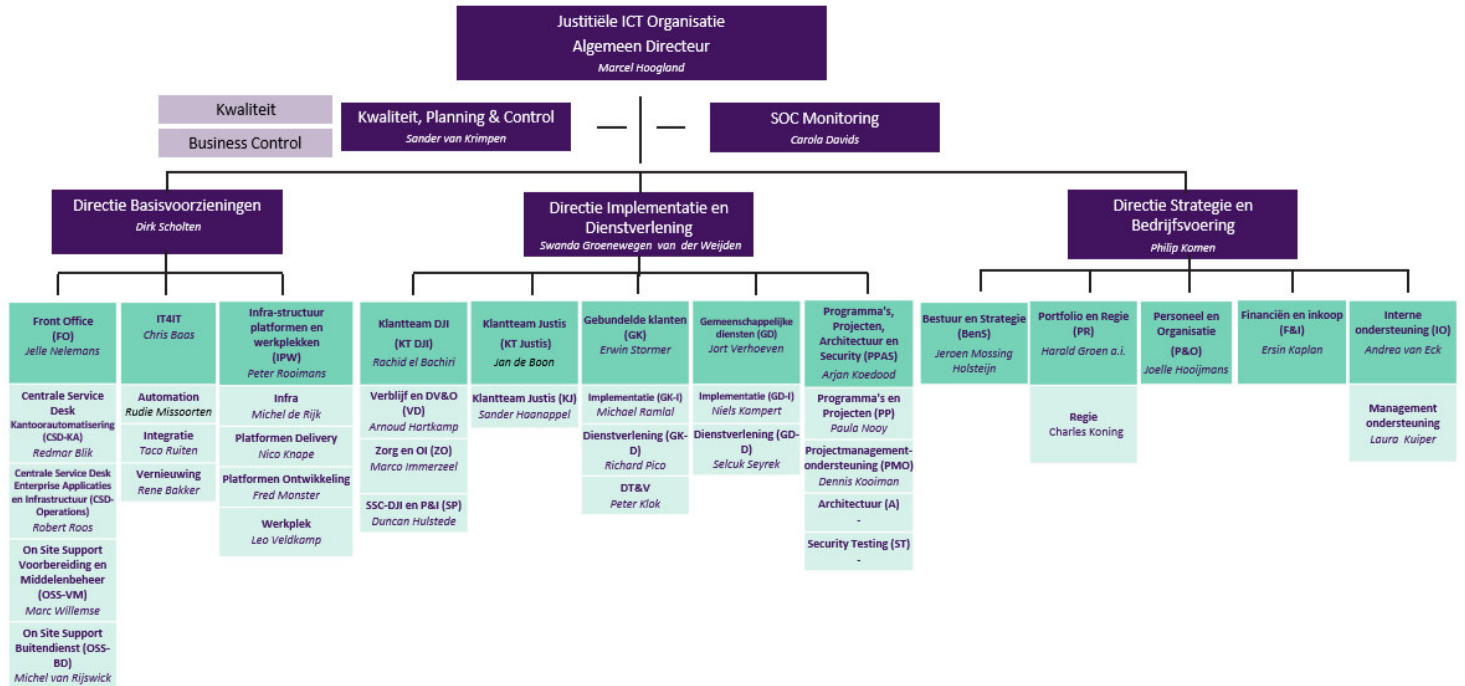 Justitiële ICT Organisatie
Algemeen Directeur
Marcel Hoogland
Kwaliteit
Business Control
Kwaliteit, Planning & Control
Sander van Krimpen
SOC Monitoring
Carola Davids
Directie Basisvoorzieningen
Dirk Scholten
Directie Implementatie en
Dienstverlening
Swanda Groenewegen van der Weijden
Directie Strategie en
Bedrijfsvoering
Philip Komen
Front Office
(FO)
Jelle Nelemans
Centrale Service
Desk
Kantoorautomatisering
(CSD-KA)
Redmar Blik
Centrale Service Desk
Enterprise Applicaties
en Infrastructuur (CSD-
Operations)
Robert Roos
On Site Support
Voorbereiding en
Middelenbeheer
(OSS-VM)
Marc Willemse
On Site Support
Buitendienst (OSS-
BD)
Michel van Rijswick
IT4IT
Chris Baas
Automation
Rudie Missoorten
Integratie
Taco Ruiten
Vernieuwing
Rene Bakker
Infra-structuur
platformen en
werkplekken
(IPW)
Peter Rooimans
Infra
Michel de Rijk
Platformen Delivery
Nico Knape
Platformen Ontwikkeling
Fred Monster
Werkplek
Leo Veldkamp
Klantteam DJI
(KT DJI)
Rachid el Bachiri
Verblijf en DV&O
(VD)
Arnoud Hartkamp
Zorg en OI (ZO)
Marco Immerzeel
SSC-DJI en P&I (SP)
Duncan Hulstede
Klantteam Justis
(KT Justis)
Jan de Boon
Klantteam Justis (KJ)
Sander Haanappel
Gebundelde klanten
(GK)
Erwin Stormer
Implementatie (GK-I)
Michael Ramlal
Dienstverlening (GK-
D)
Richard Pico
DT&V
Peter Klok
Gemeenschappelijke
diensten (GD)
Jort Verhoeven
Implementatie (GD-I)
Niels Kampert
Dienstverlening (GD-
D)
Selcuk Seyrek
Programma's,
Projecten,
Architectuur en
Security (PPAS)
Arjan Koedood
Programma's en
Projecten (PP)
Paula Nooy
Projectmanagement-
ondersteuning (PMO)
Dennis Kooiman
Architectuur (A)
-
Security Testing (ST)
-
Bestuur en Strategie
(BenS)
Jeroen Mossing
Holsteijn
Portfolio en Regie
(PR)
Harald Groen a.i.
Regie
Charles Koning
Personeel en
Organisatie
(P&O)
Joelle Hooijmans
Financiën en inkoop
(F&I)
Ersin Kaplan
Interne
ondersteuning (IO)
Andrea van Eck
Management
ondersteuning
Laura Kuiper